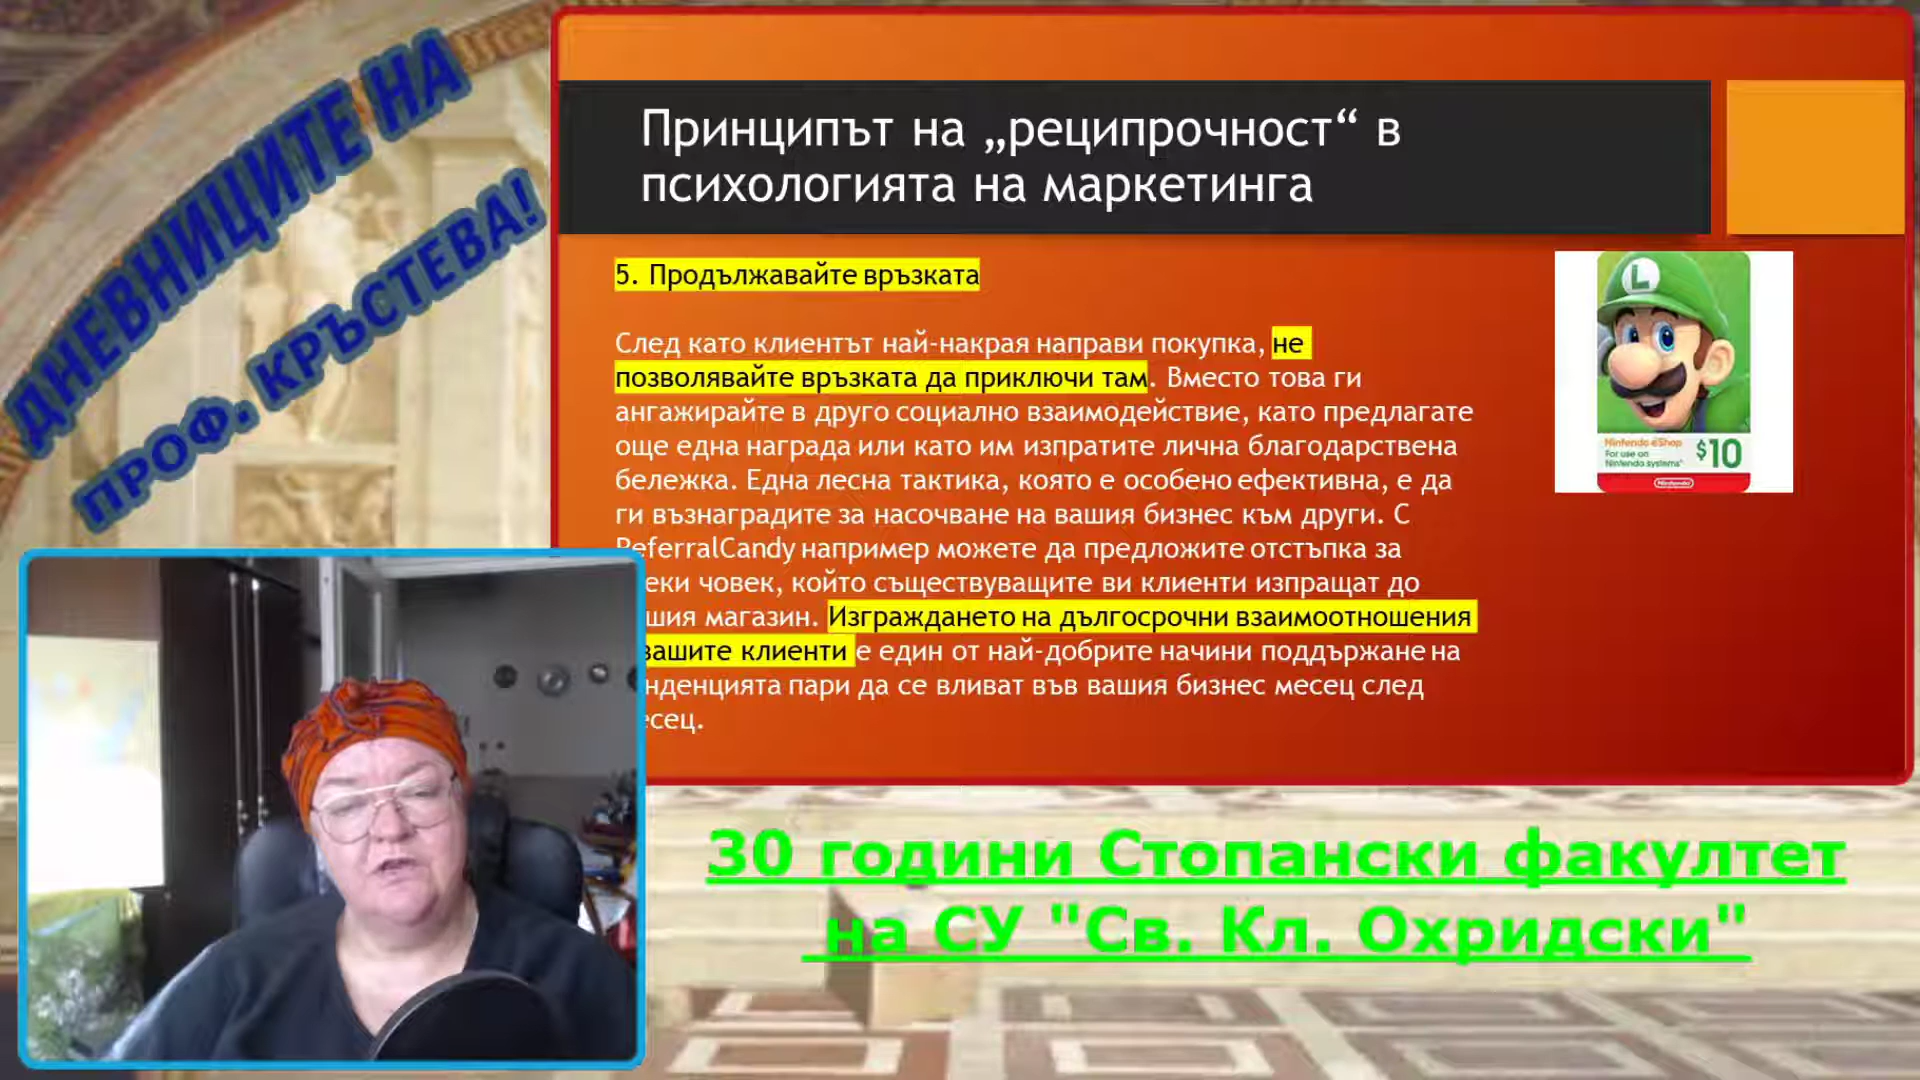 ДНЕВНИЦИТЕ НА
ПРОФ. КРЪСТЕВА!
Принципът на „реципрочност“ в
психологията на маркетинга
5. Продължавайте връзката
След като клиентът най-накрая направи покупка, не
позволявайте връзката да приключи там. Вместо това ги
ангажирайте в друго социално взаимодействие, като предлагате
още една награда или като им изпратите лична благодарствена
бележка. Една лесна тактика, която е особено ефективна, е да
ги възнаградите за насочване на вашия бизнес към други. С
ReferralCandy например можете да предложите отстъпка за
човек, който съществуващите ви клиенти изпращат до
магазин. Изграждането на дългосрочни взаимоотношения
вашите клиенти е един от най-добрите начини поддържане на
пари да се вливат във вашия бизнес месец след
L
Nintendo eShop
For use on
Nintendo systems*
$10
Nintendo
30 години Стопански факултет
на СУ "Св. Кл. Охридски"